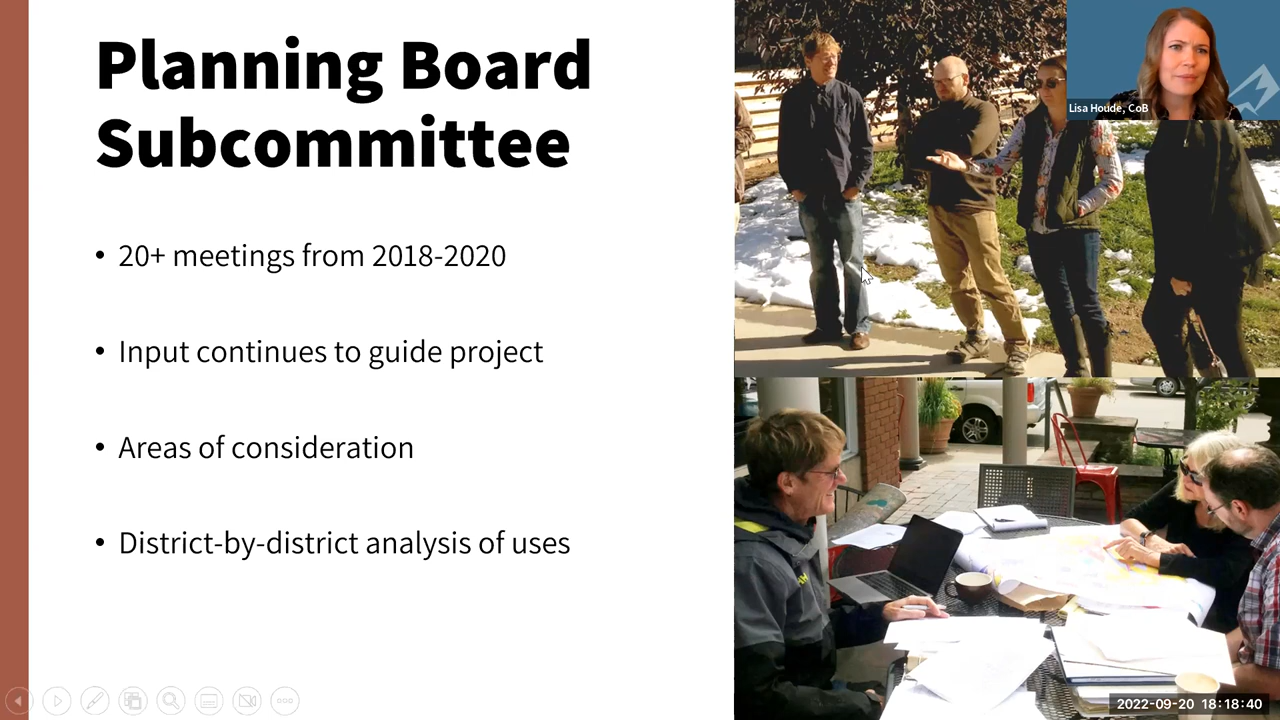 Planning Board
Subcommittee
• 20+ meetings from 2018-2020
• Input continues to guide project
• Areas of consideration
• District-by-district analysis of uses
Lisa Houde, CoB
2022-09-20 18:18:40